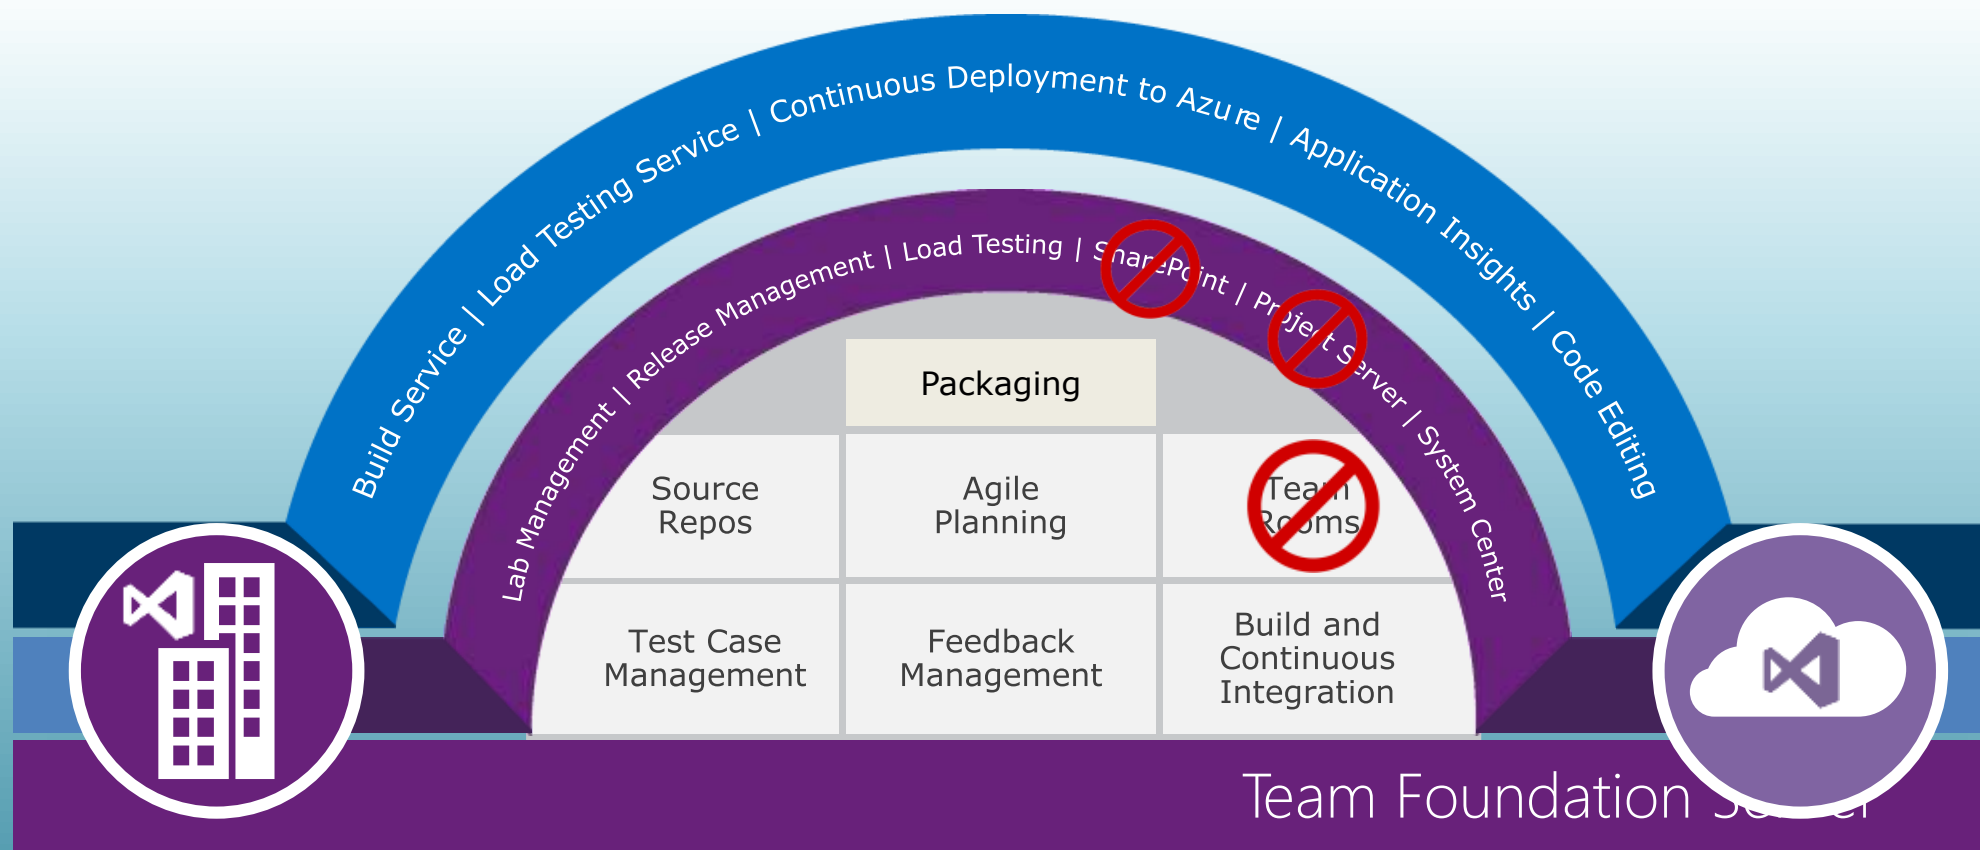 Build Service | Load Testing Service | Continuous Deployment to Azure | Application Insights | Code Editing
Lab Management | Release Management | Load Testing | SharePoint | Project Server | System Center
Packaging
Source
Repos
Agile
Planning
Team
Rooms
Test Case
Management
Feedback
Management
Build and
Continuous
Integration
Team Foundation Server